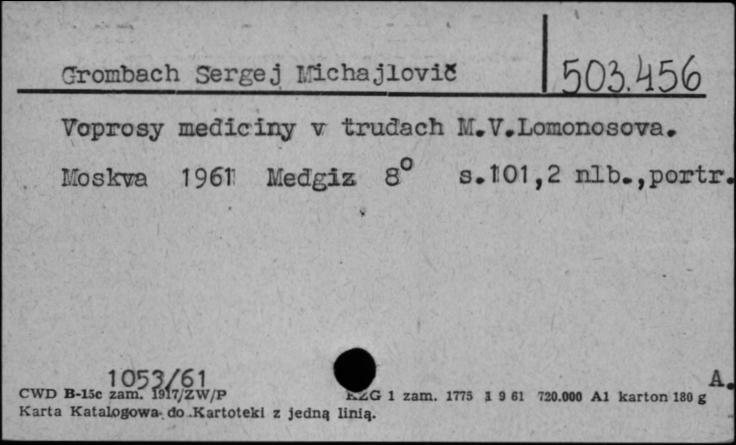 Grombach Sergej Michajlovič
503.456
Voprosy mediciny v trudach M.V.Lomonosova.
Moskva 1961 Medgiz 8° s.101,2 nlb.,portr.
1053/61
A.
CWD B-15c zam. 1917/ZW/P KZG 1 zam. 1775 1 9 61 720.000 A1 karton 180 g
Karta Katalogowa do Kartoteki z jedną linią.